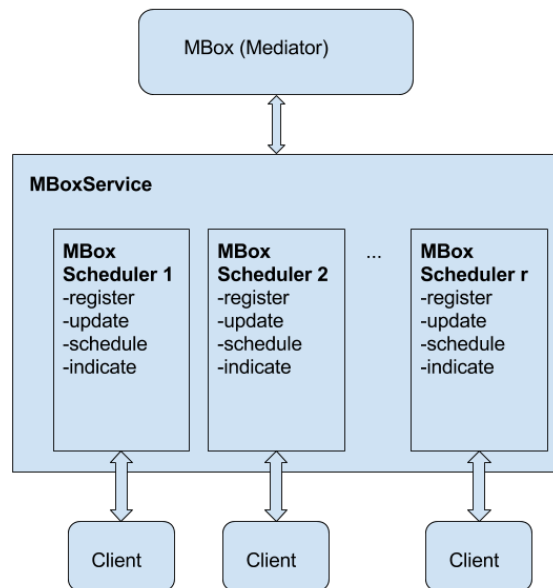 MBox (Mediator)
MBoxService
MBox
Scheduler 1
-register
-update
-schedule
-indicate
MBox
Scheduler 2
-register
-update
-schedule
-indicate
...
MBox
Scheduler r
-register
-update
-schedule
-indicate
Client
Client
Client